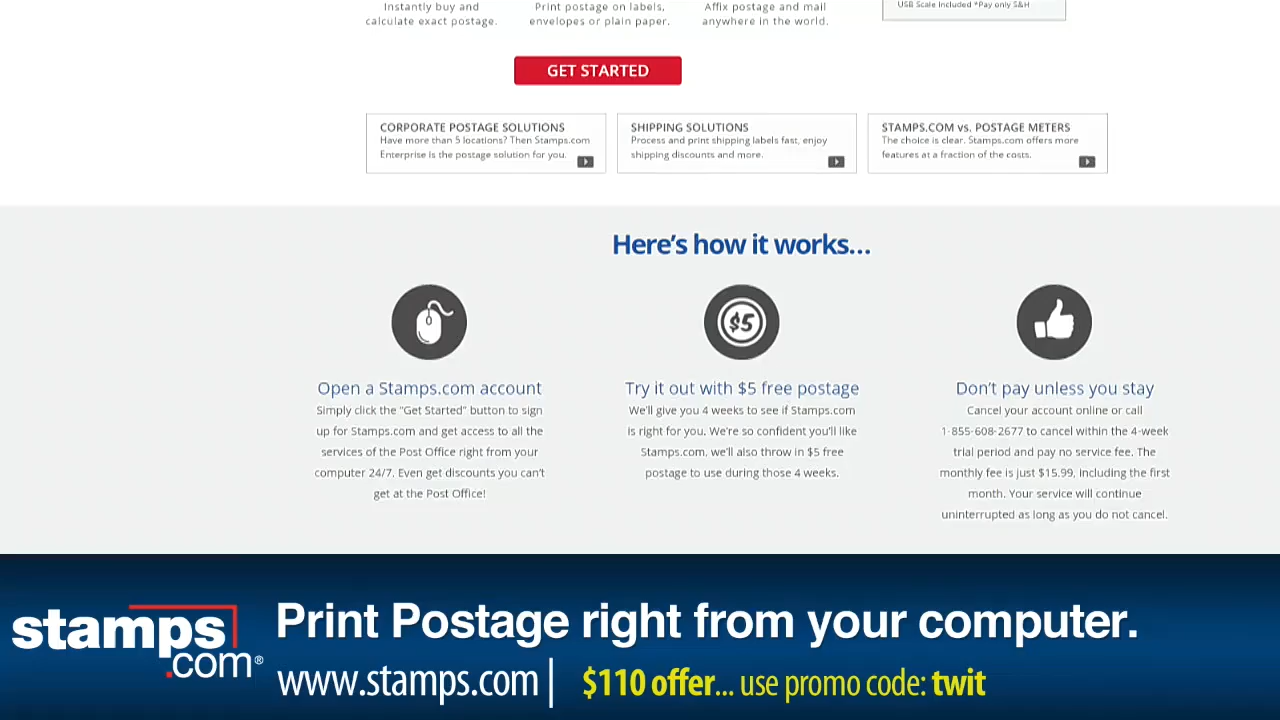 Instantly buy and
calculate exact postage.
Print postage on labels,
envelopes or plain paper.
Affix postage and mail
anywhere in the world.
USB Scale Included *Pay only S&H
GET STARTED
CORPORATE POSTAGE SOLUTIONS
Have more than 5 locations? Then Stamps.com
Enterprise is the postage solution for you.
SHIPPING SOLUTIONS
Process and print shipping labels fast, enjoy
shipping discounts and more.
STAMPS.COM vs. POSTAGE METERS
The choice is clear. Stamps.com offers more
features at a fraction of the costs.
Here's how it works...
$5
Open a Stamps.com account
Simply click the "Get Started" button to sign
up for Stamps.com and get access to all the
services of the Post Office right from your
computer 24/7. Even get discounts you can't
get at the Post Office!
Try it out with $5 free postage
We'll give you 4 weeks to see if Stamps.com
is right for you. We're so confident you'll like
Stamps.com, we'll also throw in $5 free
postage to use during those 4 weeks.
Don't pay unless you stay
Cancel your account online or call
1-855-608-2677 to cancel within the 4-week
trial period and pay no service fee. The
monthly fee is just $15.99, including the first
month. Your service will continue
uninterrupted as long as you do not cancel.
stamps
.com®
Print Postage right from your computer.
www.stamps.com | $110 offer... use promo code: twit